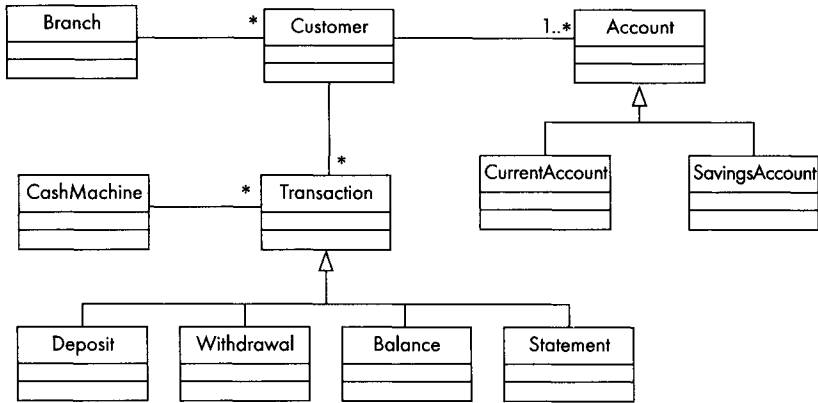 Branch
*
Customer
1..*
Account
*
CurrentAccount
SavingsAccount
CashMachine
*
Transaction
Deposit
Withdrawal
Balance
Statement